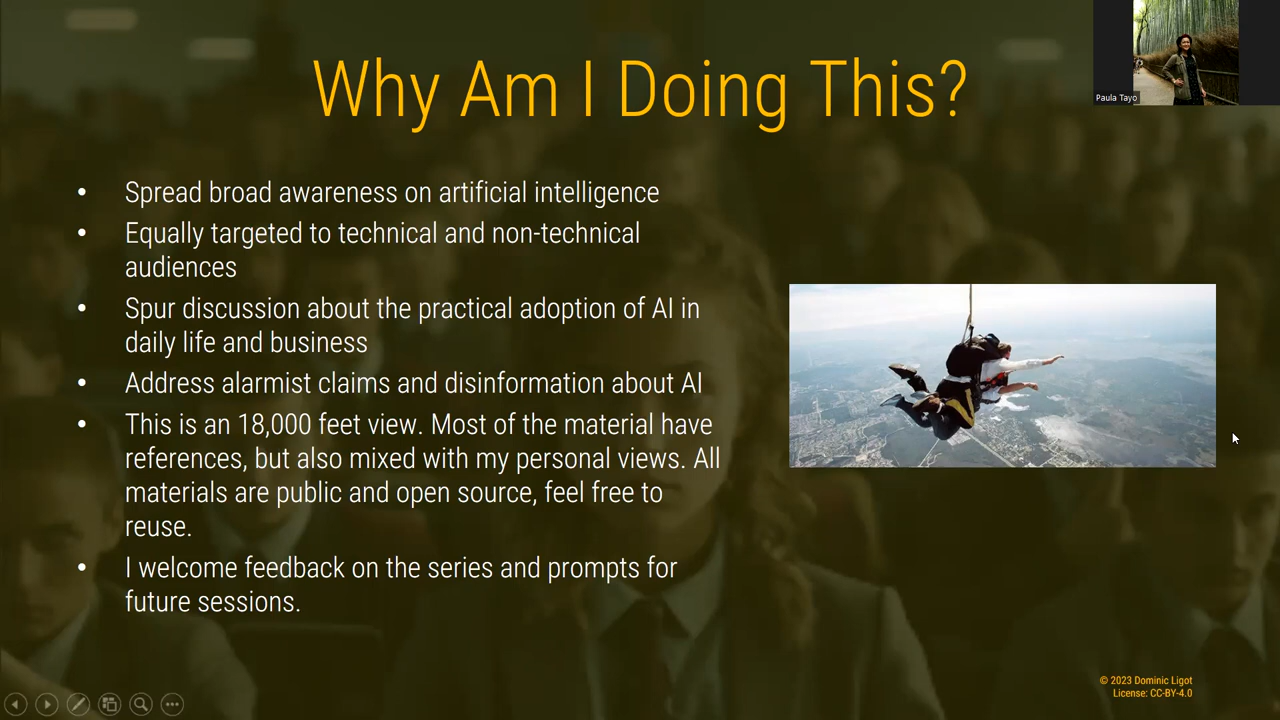 Why Am I Doing This?
Paula Tayo
• Spread broad awareness on artificial intelligence
• Equally targeted to technical and non-technical
audiences
• Spur discussion about the practical adoption of AI in
daily life and business
• Address alarmist claims and disinformation about AI
• This is an 18,000 feet view. Most of the material have
references, but also mixed with my personal views. All
materials are public and open source, feel free to
reuse.
• I welcome feedback on the series and prompts for
future sessions.
© 2023 Dominic Ligot
License: CC-BY-4.0